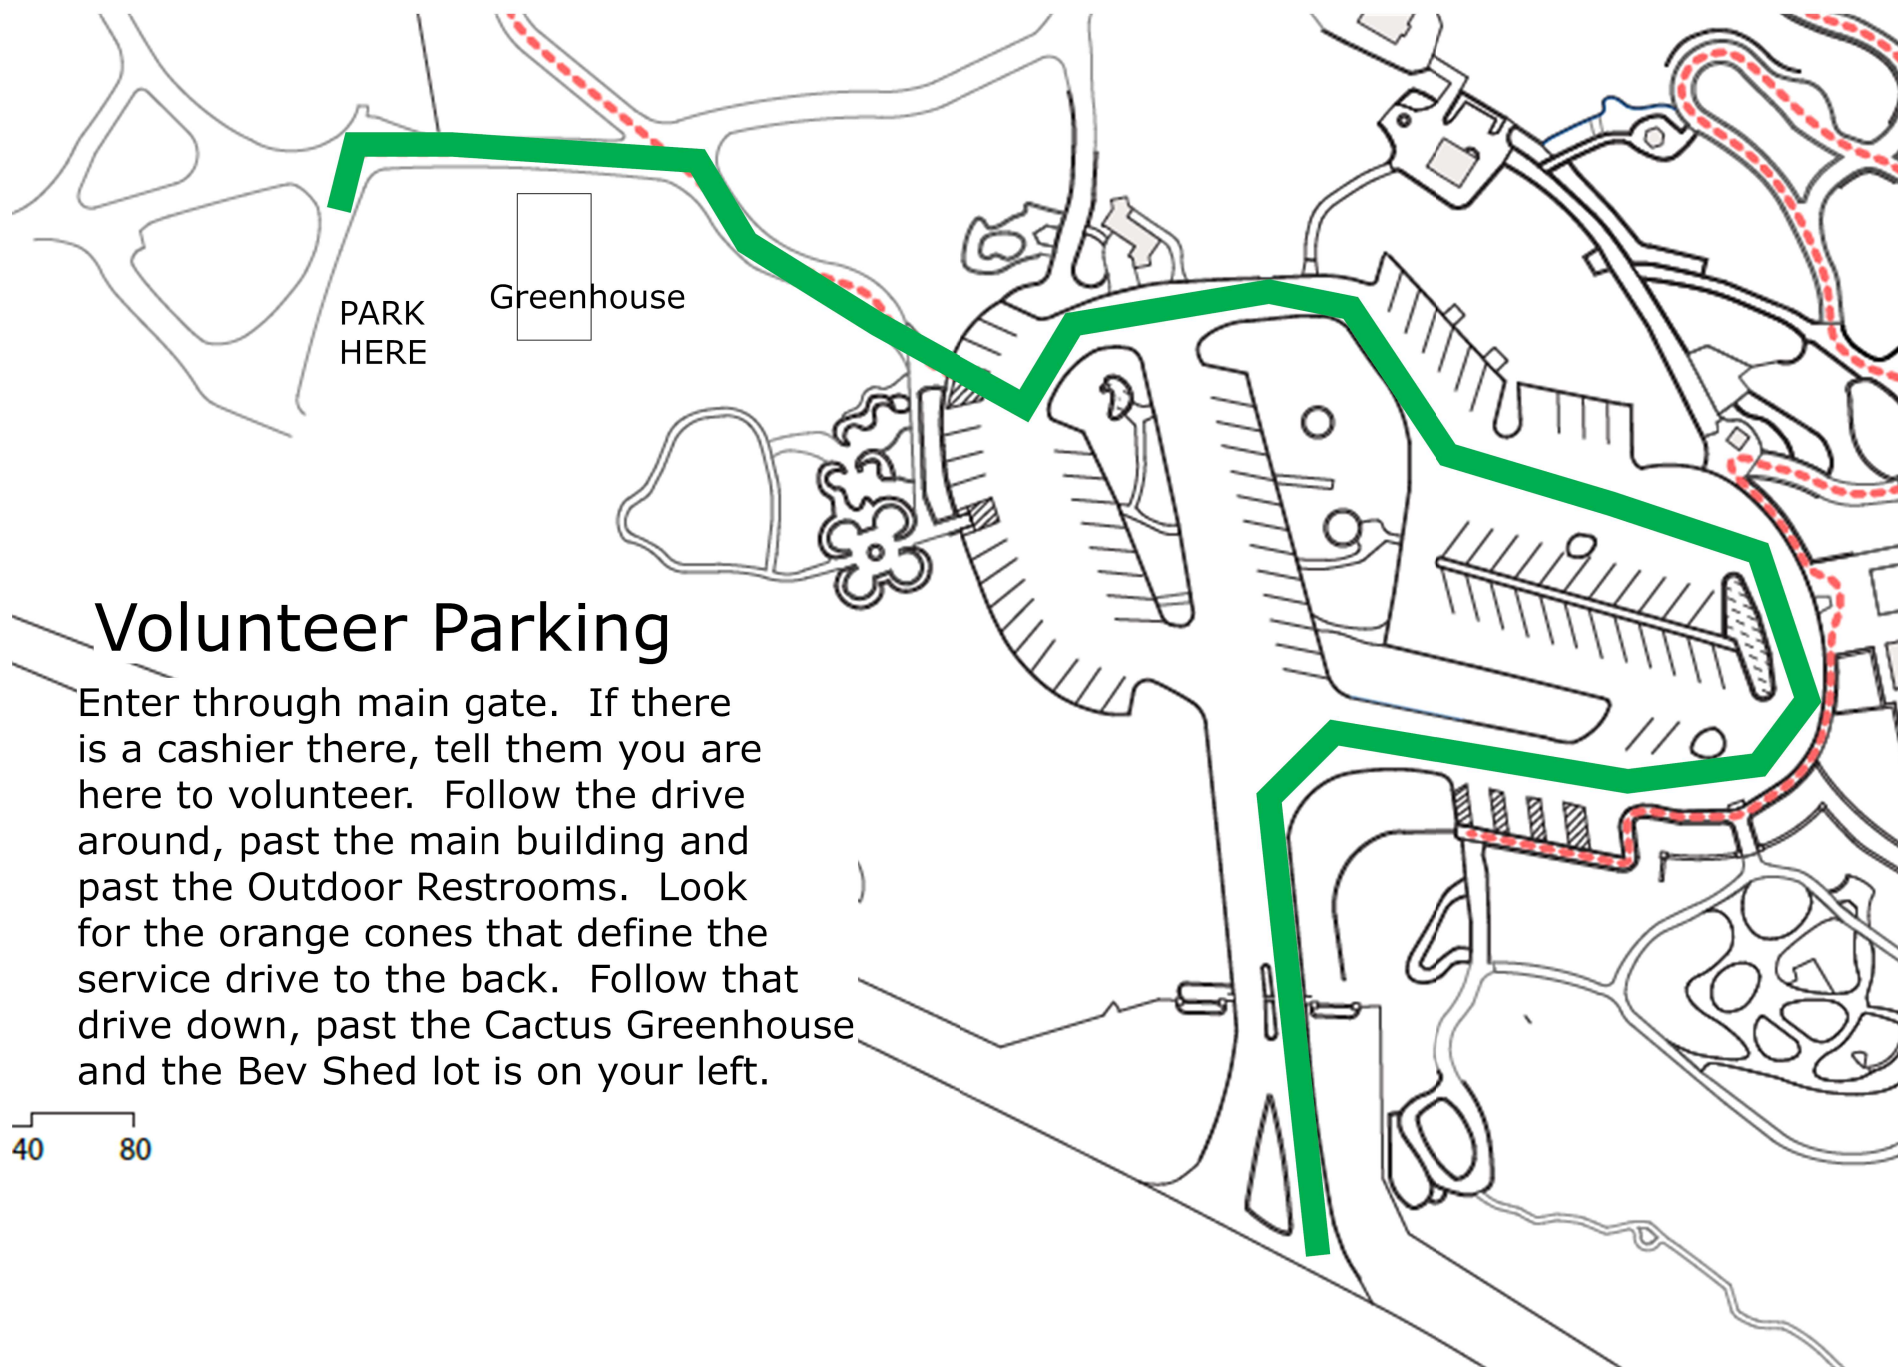 PARK
HERE
Greenhouse
Volunteer Parking
Enter through main gate.  If there
is a cashier there, tell them you are
here to volunteer.  Follow the drive
around, past the main building and
past the Outdoor Restrooms.  Look
for the orange cones that define the
service drive to the back.  Follow that
drive down, past the Cactus Greenhouse
and the Bev Shed lot is on your left.
40 80